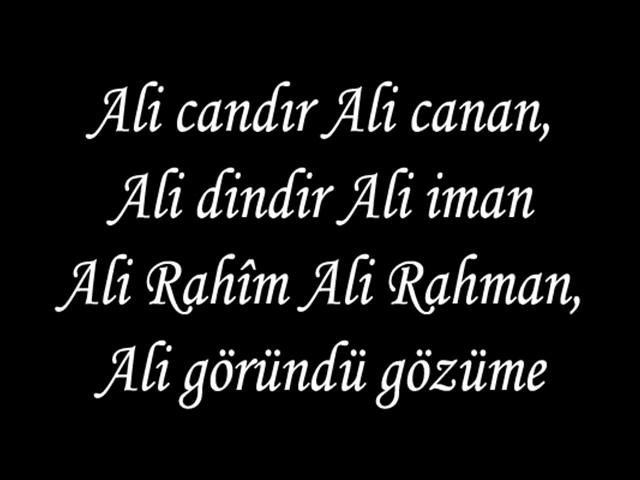 Ali candır Ali canan,
Ali dindir Ali iman
Ali Rahîm Ali Rahman,
Ali göründü gözüme